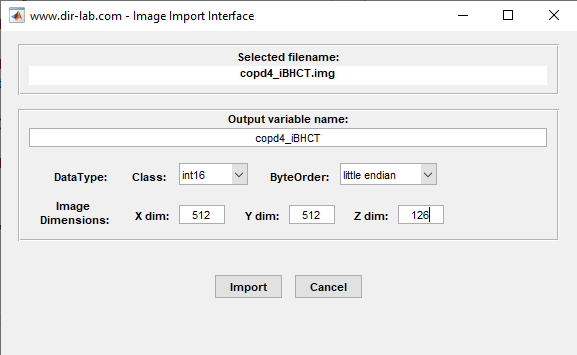 www.dir-lab.com - Image Import Interface
Selected filename:
copd4_iBHCT.img
Output variable name:
copd4_iBHCT
DataType: Class: int16 ByteOrder: little endian
Image Dimensions: X dim: 512 Y dim: 512 Z dim: 126
Import Cancel